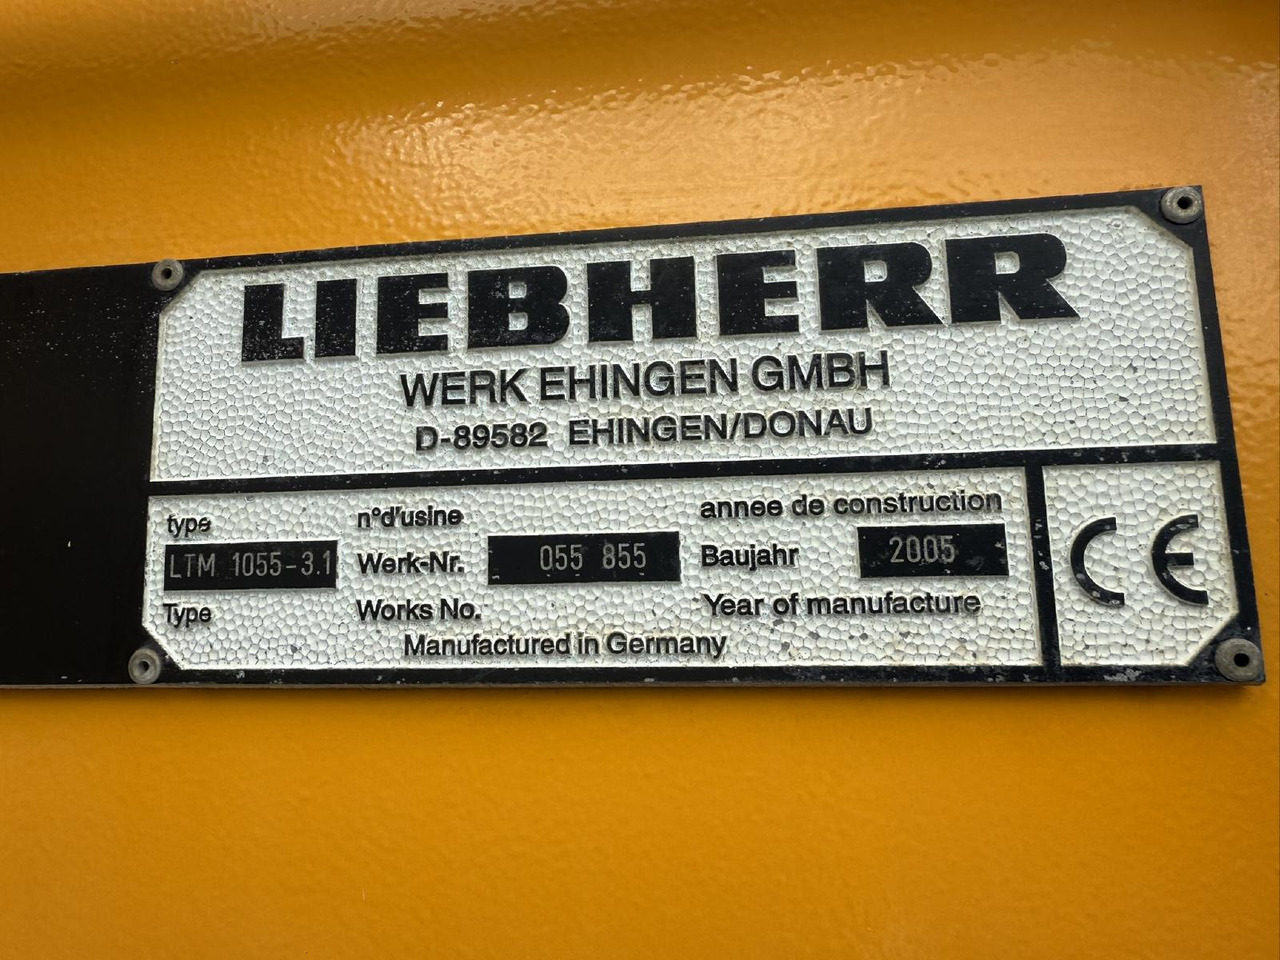 LIEBHERR
WERK EHINGEN GMBH
D-89582 EHINGEN/DONAU
type n°d'usine annee de construction
LTM 1055-3.1 Werk-Nr. 055 855 Baujahr 2005
Type Works No. Year of manufacture
Manufactured in Germany
CE